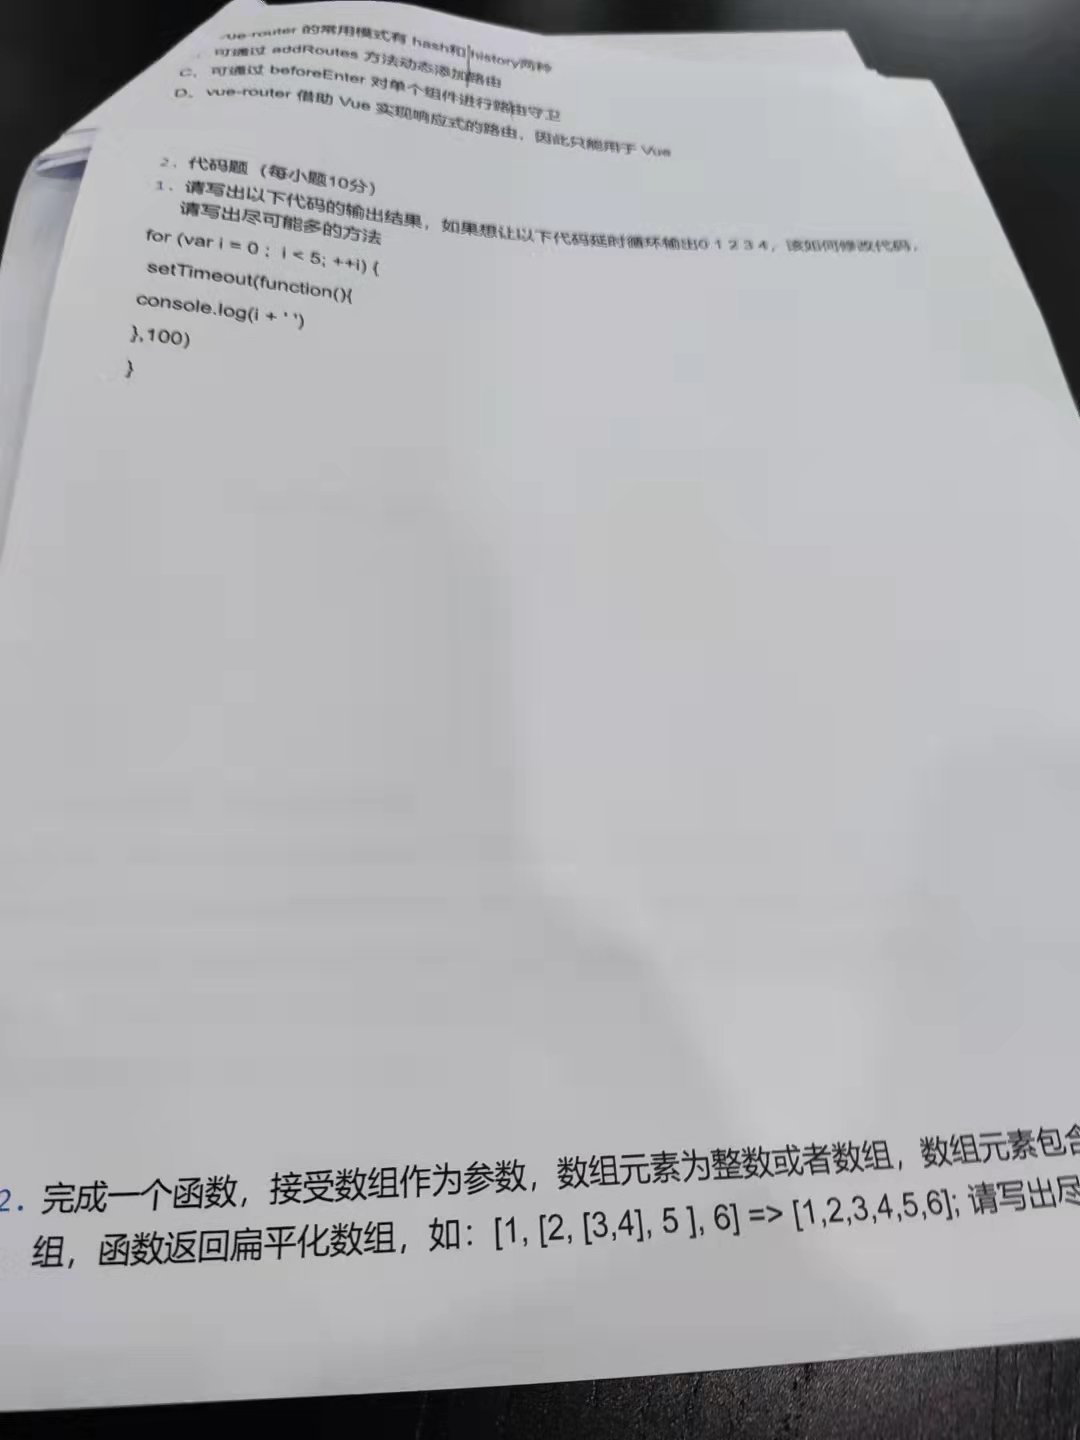 vue-router 的常用模式有 hash和history两种
可通过 addRoutes 方法动态添加路由
C、 可通过 beforeEnter 对单个组件进行路由守卫
D、 vue-router 借助 Vue 实现响应式的路由，因此只能用于 Vue
2．代码题（每小题10分）
1．请写出以下代码的输出结果，如果想让以下代码延时循环输出0 1 2 3 4，该如何修改代码，
请写出尽可能多的方法
for (var i = 0 ; i < 5; ++i) {
setTimeout(function(){
console.log(i + ' ')
},100)
}
2. 完成一个函数，接受数组作为参数，数组元素为整数或者数组，数组元素包含
组，函数返回扁平化数组，如：[1, [2, [3,4], 5 ], 6] => [1,2,3,4,5,6]; 请写出尽